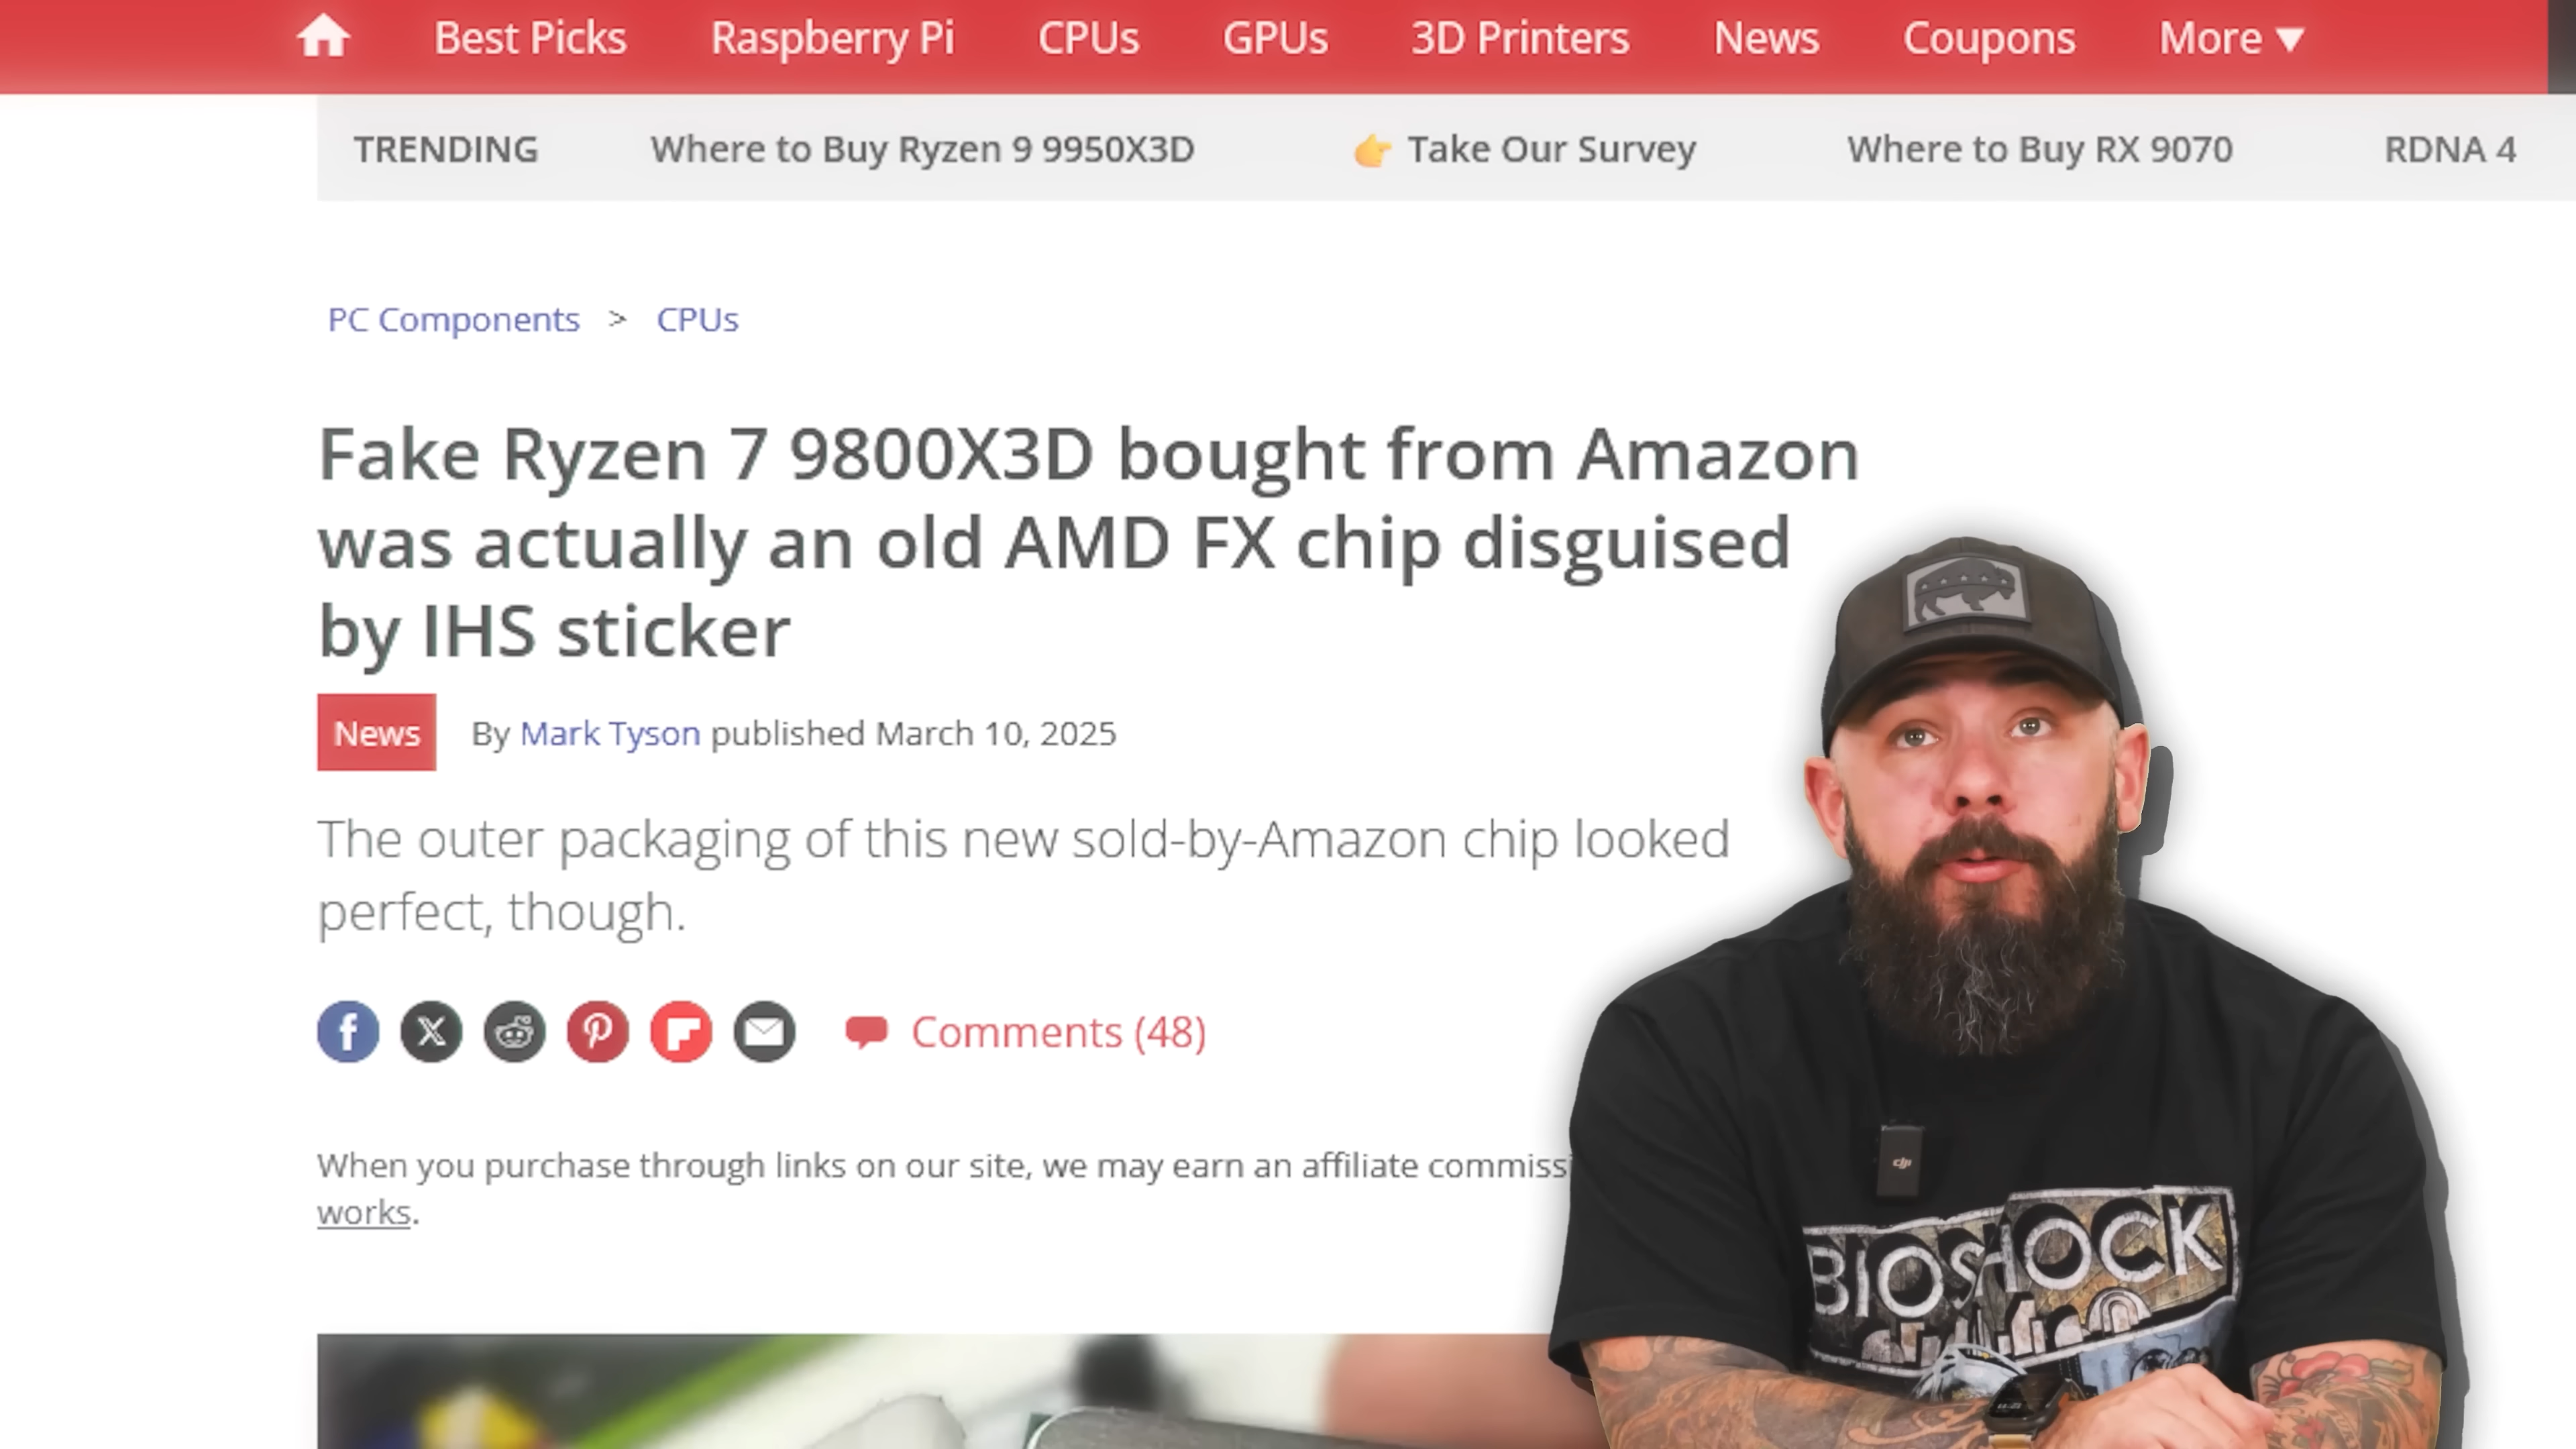 Best Picks Raspberry Pi CPUs GPUs 3D Printers News Coupons More
TRENDING Where to Buy Ryzen 9 9950X3D Take Our Survey Where to Buy RX 9070 RDNA 4
PC Components > CPUs
Fake Ryzen 7 9800X3D bought from Amazon
was actually an old AMD FX chip disguised
by IHS sticker
News By Mark Tyson published March 10, 2025
The outer packaging of this new sold-by-Amazon chip looked
perfect, though.
Comments (48)
When you purchase through links on our site, we may earn an affiliate commissi
works.
dji
BIOSHOCK